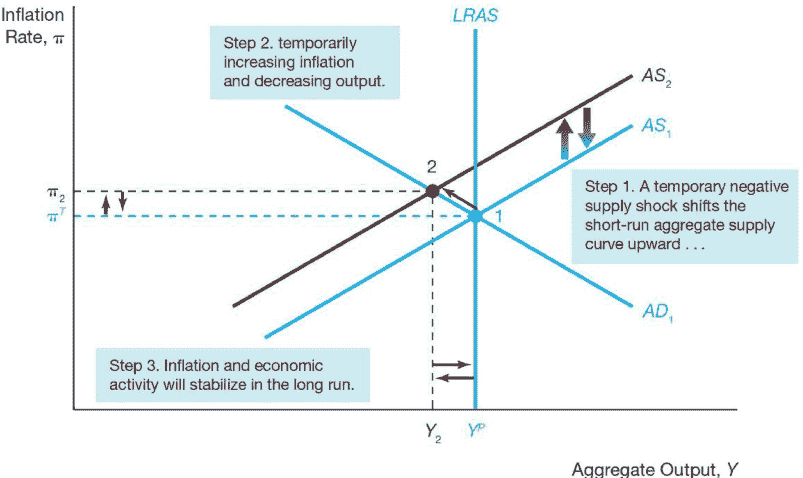 Inflation
Rate, π
LRAS
Step 2. temporarily
increasing inflation
and decreasing output.
AS2
AS1
2
π2
πT
1
Step 1. A temporary negative
supply shock shifts the
short-run aggregate supply
curve upward . . .
AD1
Step 3. Inflation and economic
activity will stabilize in the long run.
Y2
YP
Aggregate Output, Y